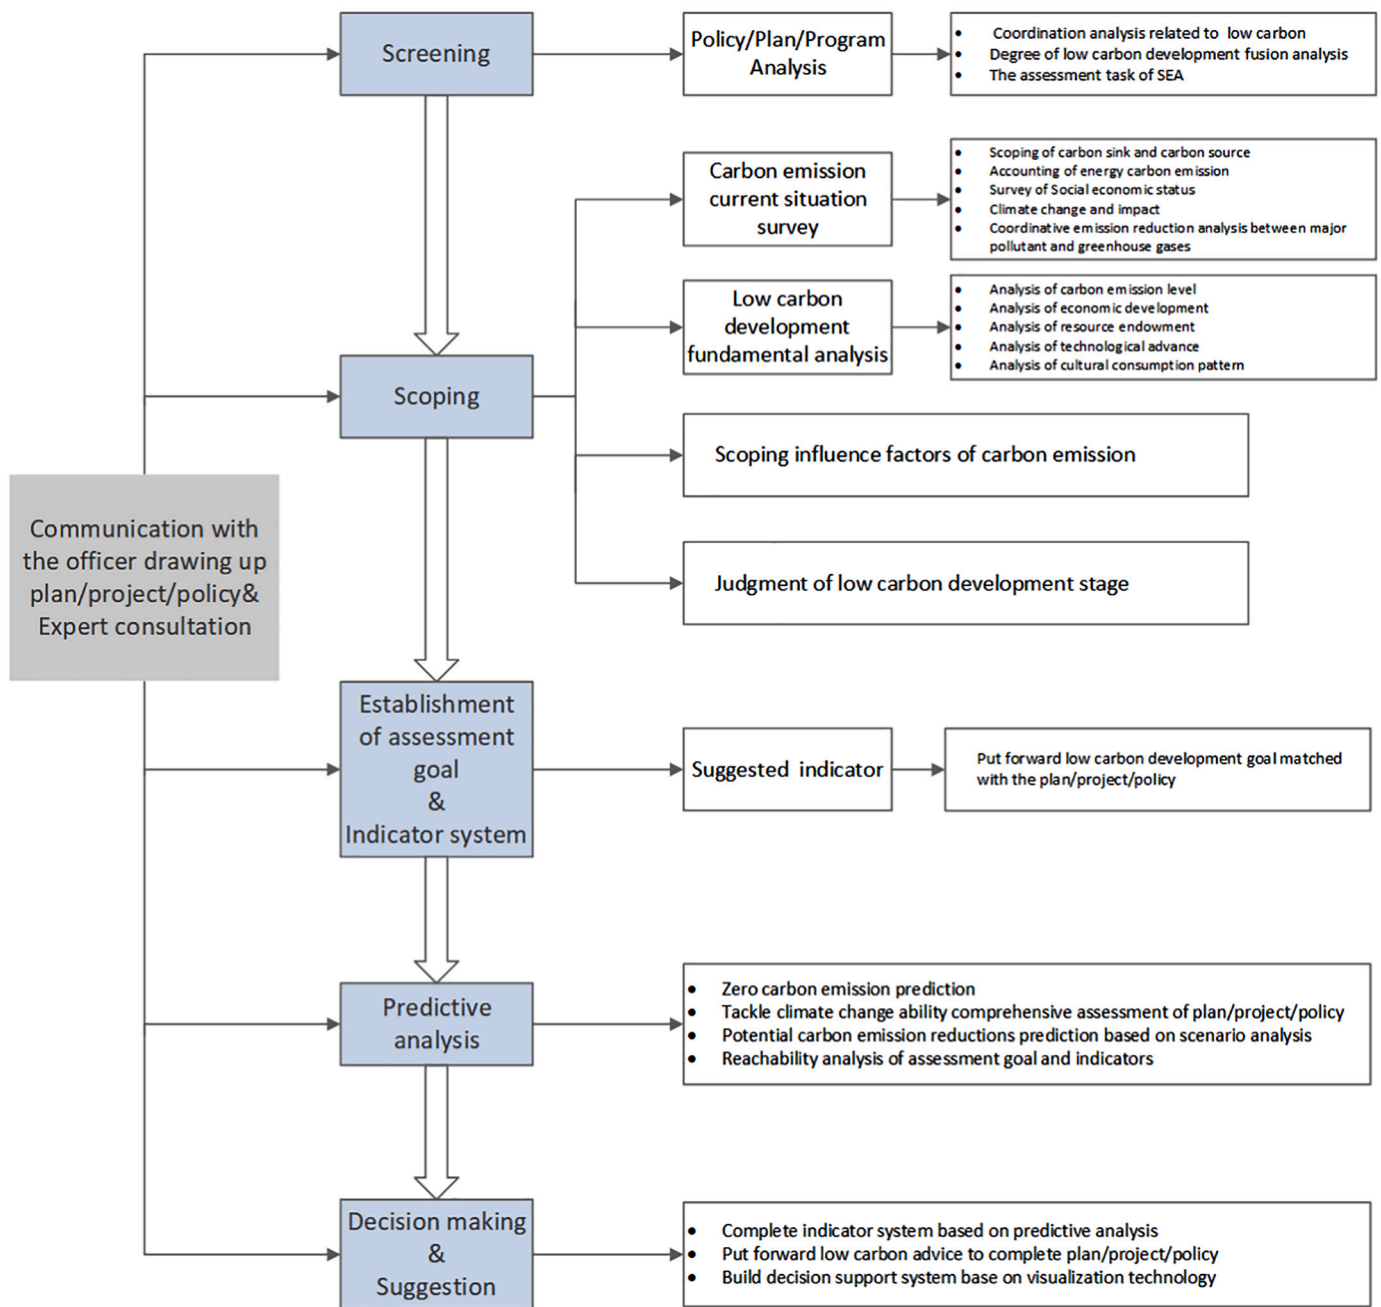 Screening
Policy/Plan/Program
Analysis
• Coordination analysis related to low carbon
• Degree of low carbon development fusion analysis
• The assessment task of SEA
Carbon emission
current situation
survey
• Scoping of carbon sink and carbon source
• Accounting of energy carbon emission
• Survey of Social economic status
• Climate change and impact
• Coordinative emission reduction analysis between major
pollutant and greenhouse gases
Low carbon
development
fundamental analysis
• Analysis of carbon emission level
• Analysis of economic development
• Analysis of resource endowment
• Analysis of technological advance
• Analysis of cultural consumption pattern
Scoping
Scoping influence factors of carbon emission
Judgment of low carbon development stage
Communication with
the officer drawing up
plan/project/policy&
Expert consultation
Establishment
of assessment
goal
&
Indicator system
Suggested indicator
Put forward low carbon development goal matched
with the plan/project/policy
Predictive
analysis
• Zero carbon emission prediction
• Tackle climate change ability comprehensive assessment of plan/project/policy
• Potential carbon emission reductions prediction based on scenario analysis
• Reachability analysis of assessment goal and indicators
Decision making
&
Suggestion
• Complete indicator system based on predictive analysis
• Put forward low carbon advice to complete plan/project/policy
• Build decision support system base on visualization technology